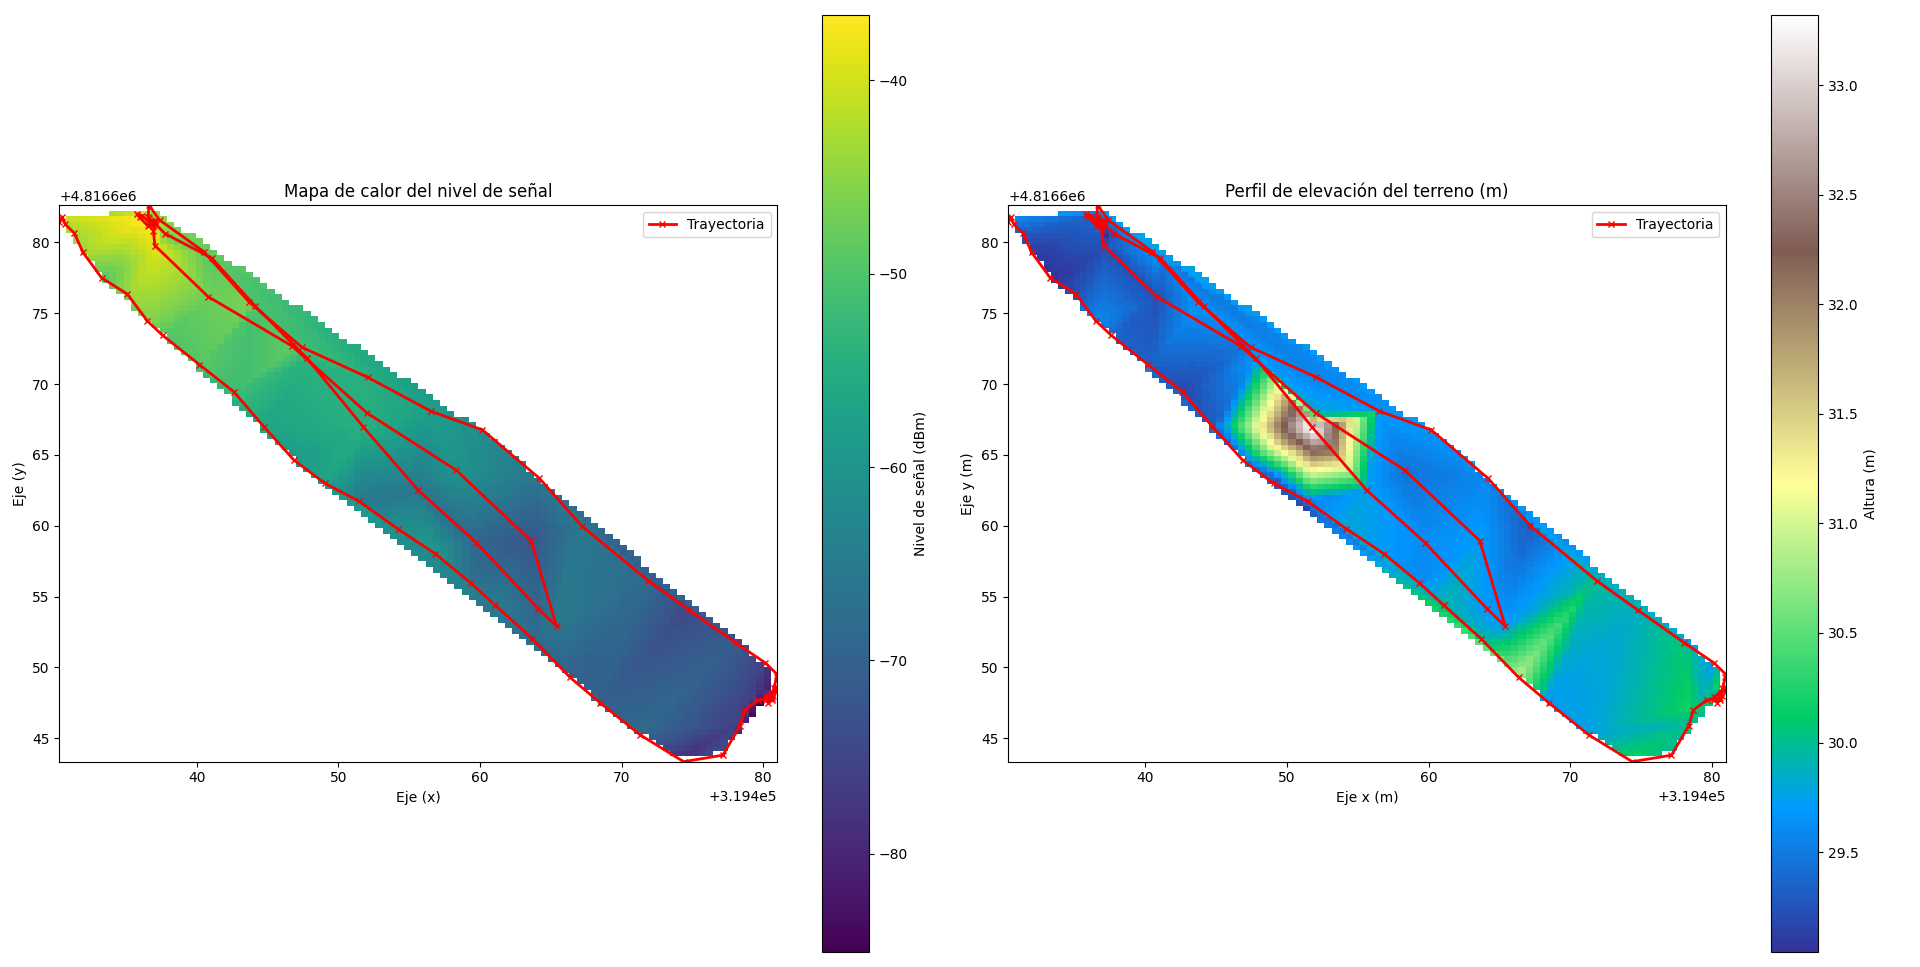 Mapa de calor del nivel de señal
+4.8166e6
Trayectoria
80
75
70
65
60
55
50
45
Eje (y)
40
50
60
70
80
Eje (x)
+3.194e5
−40
−50
−60
−70
−80
Nivel de señal (dBm)
Perfil de elevación del terreno (m)
+4.8166e6
Trayectoria
80
75
70
65
60
55
50
45
Eje y (m)
40
50
60
70
80
Eje x (m)
+3.194e5
33.0
32.5
32.0
31.5
31.0
30.5
30.0
29.5
Altura (m)